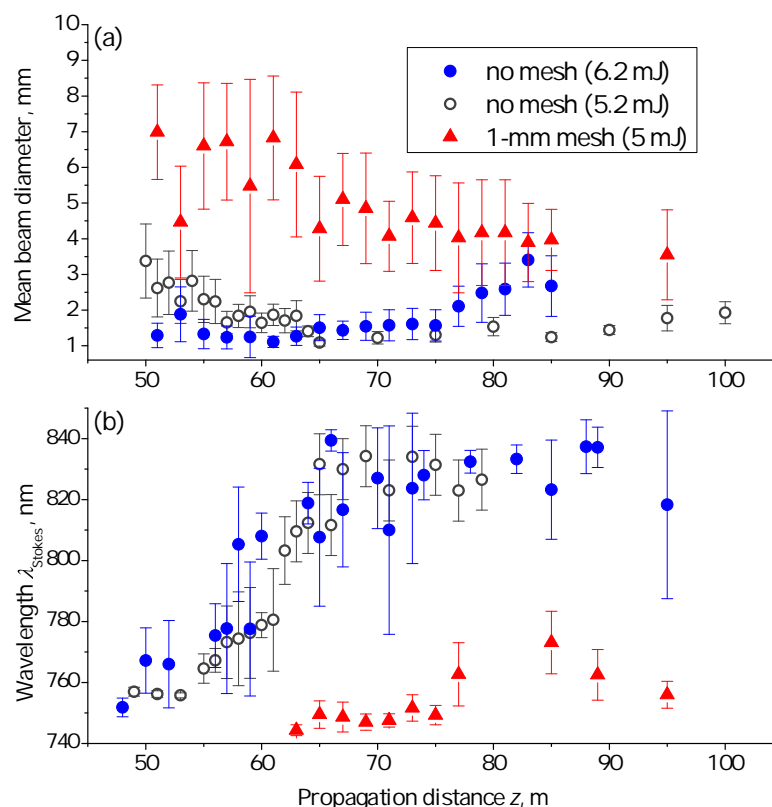 (a)
no mesh (6.2 mJ)
no mesh (5.2 mJ)
1-mm mesh (5 mJ)
Mean beam diameter, mm
10
9
8
7
6
5
4
3
2
1
50 60 70 80 90 100
(b)
Wavelength λStokes, nm
840
820
800
780
760
740
50 60 70 80 90 100
Propagation distance z, m